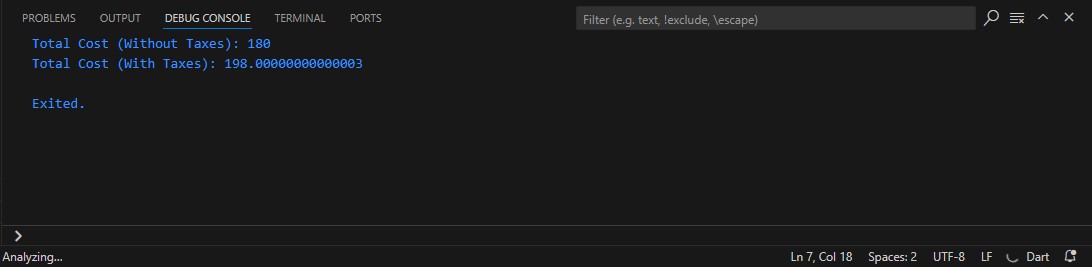 PROBLEMS OUTPUT DEBUG CONSOLE TERMINAL PORTS Filter (e.g. text, !exclude, \escape)
Total Cost (Without Taxes): 180
Total Cost (With Taxes): 198.00000000000003
Exited.
Analyzing... Ln 7, Col 18 Spaces: 2 UTF-8 LF Dart